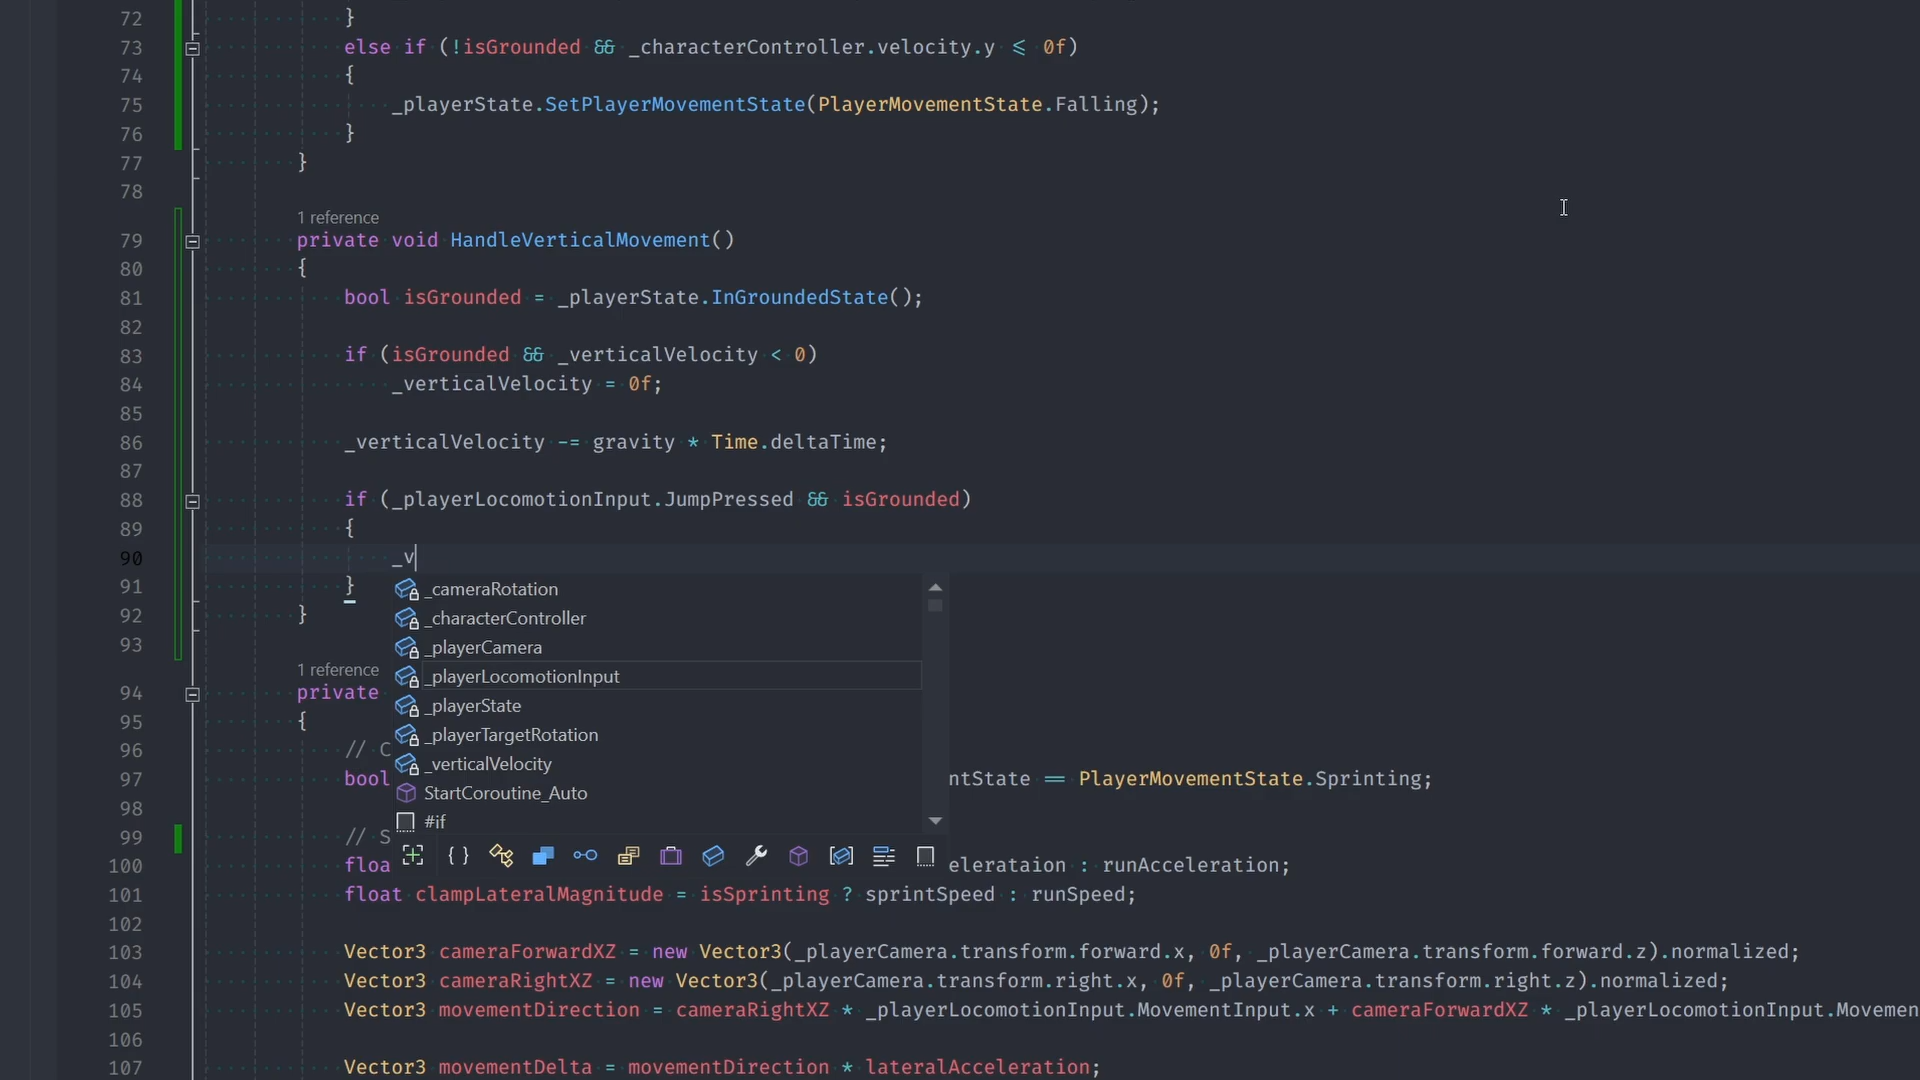 72 }
73 else if (!isGrounded && _characterController.velocity.y <= 0f)
74 {
75 _playerState.SetPlayerMovementState(PlayerMovementState.Falling);
76 }
77 }
78
1 reference
79 private void HandleVerticalMovement()
80 {
81 bool isGrounded = _playerState.InGroundedState();
82
83 if (isGrounded && _verticalVelocity < 0)
84 _verticalVelocity = 0f;
85
86 _verticalVelocity -= gravity * Time.deltaTime;
87
88 if (_playerLocomotionInput.JumpPressed && isGrounded)
89 {
90 _v
91 }
92 }
93
_cameraRotation
_characterController
_playerCamera
_playerLocomotionInput
_playerState
_playerTargetRotation
_verticalVelocity
StartCoroutine_Auto
#if
1 reference
94 private
95 {
96 // C
97 bool ntState == PlayerMovementState.Sprinting;
98
99 // S
100 floa elerataion : runAcceleration;
101 float clampLateralMagnitude = isSprinting ? sprintSpeed : runSpeed;
102
103 Vector3 cameraForwardXZ = new Vector3(_playerCamera.transform.forward.x, 0f, _playerCamera.transform.forward.z).normalized;
104 Vector3 cameraRightXZ = new Vector3(_playerCamera.transform.right.x, 0f, _playerCamera.transform.right.z).normalized;
105 Vector3 movementDirection = cameraRightXZ * _playerLocomotionInput.MovementInput.x + cameraForwardXZ * _playerLocomotionInput.Movemen
106
107 Vector3 movementDelta = movementDirection * lateralAcceleration;